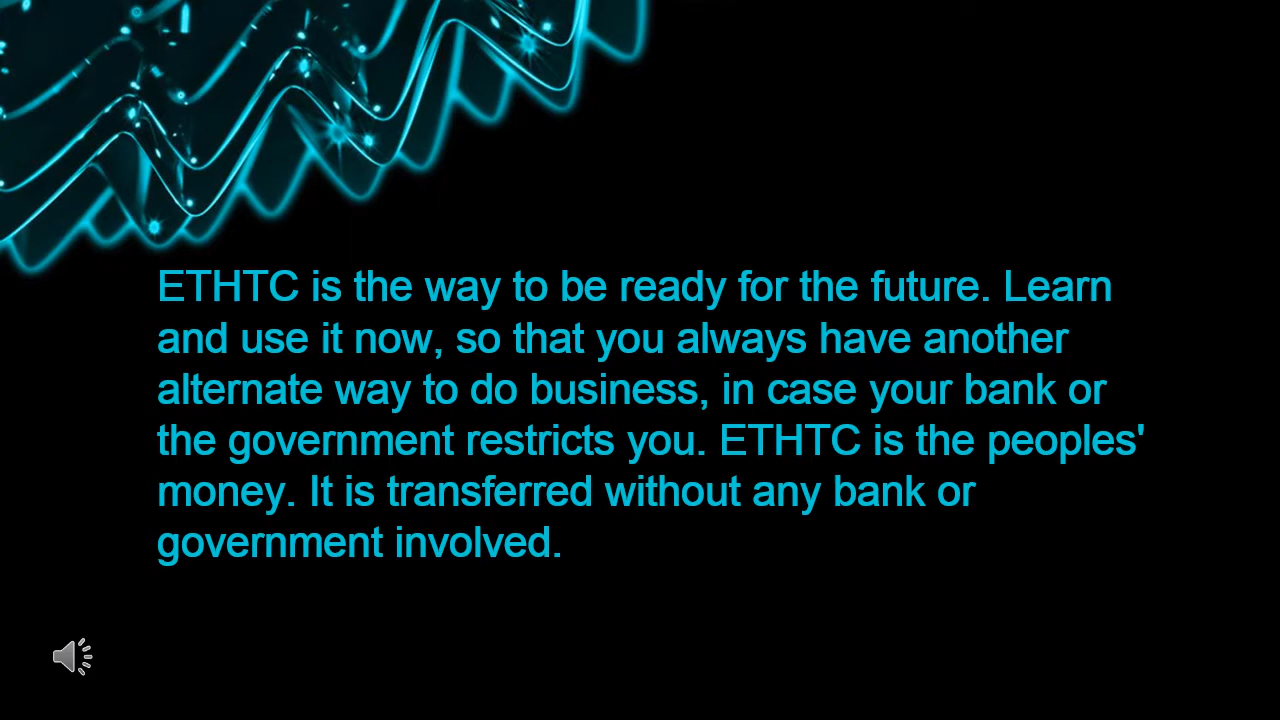 ETHTC is the way to be ready for the future. Learn
and use it now, so that you always have another
alternate way to do business, in case your bank or
the government restricts you. ETHTC is the peoples'
money. It is transferred without any bank or
government involved.